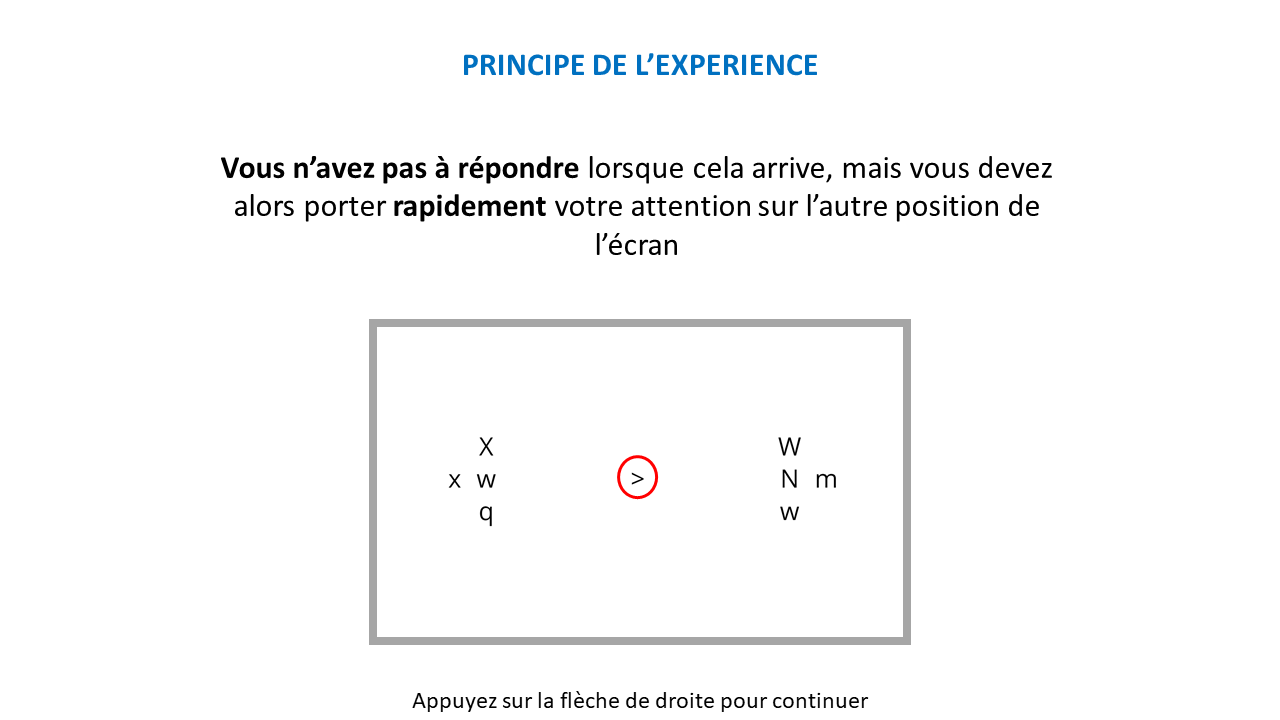 PRINCIPE DE L’EXPERIENCE
Vous n’avez pas à répondre lorsque cela arrive, mais vous devez
alors porter rapidement votre attention sur l’autre position de
l’écran
X W
x w > N m
q w
Appuyez sur la flèche de droite pour continuer